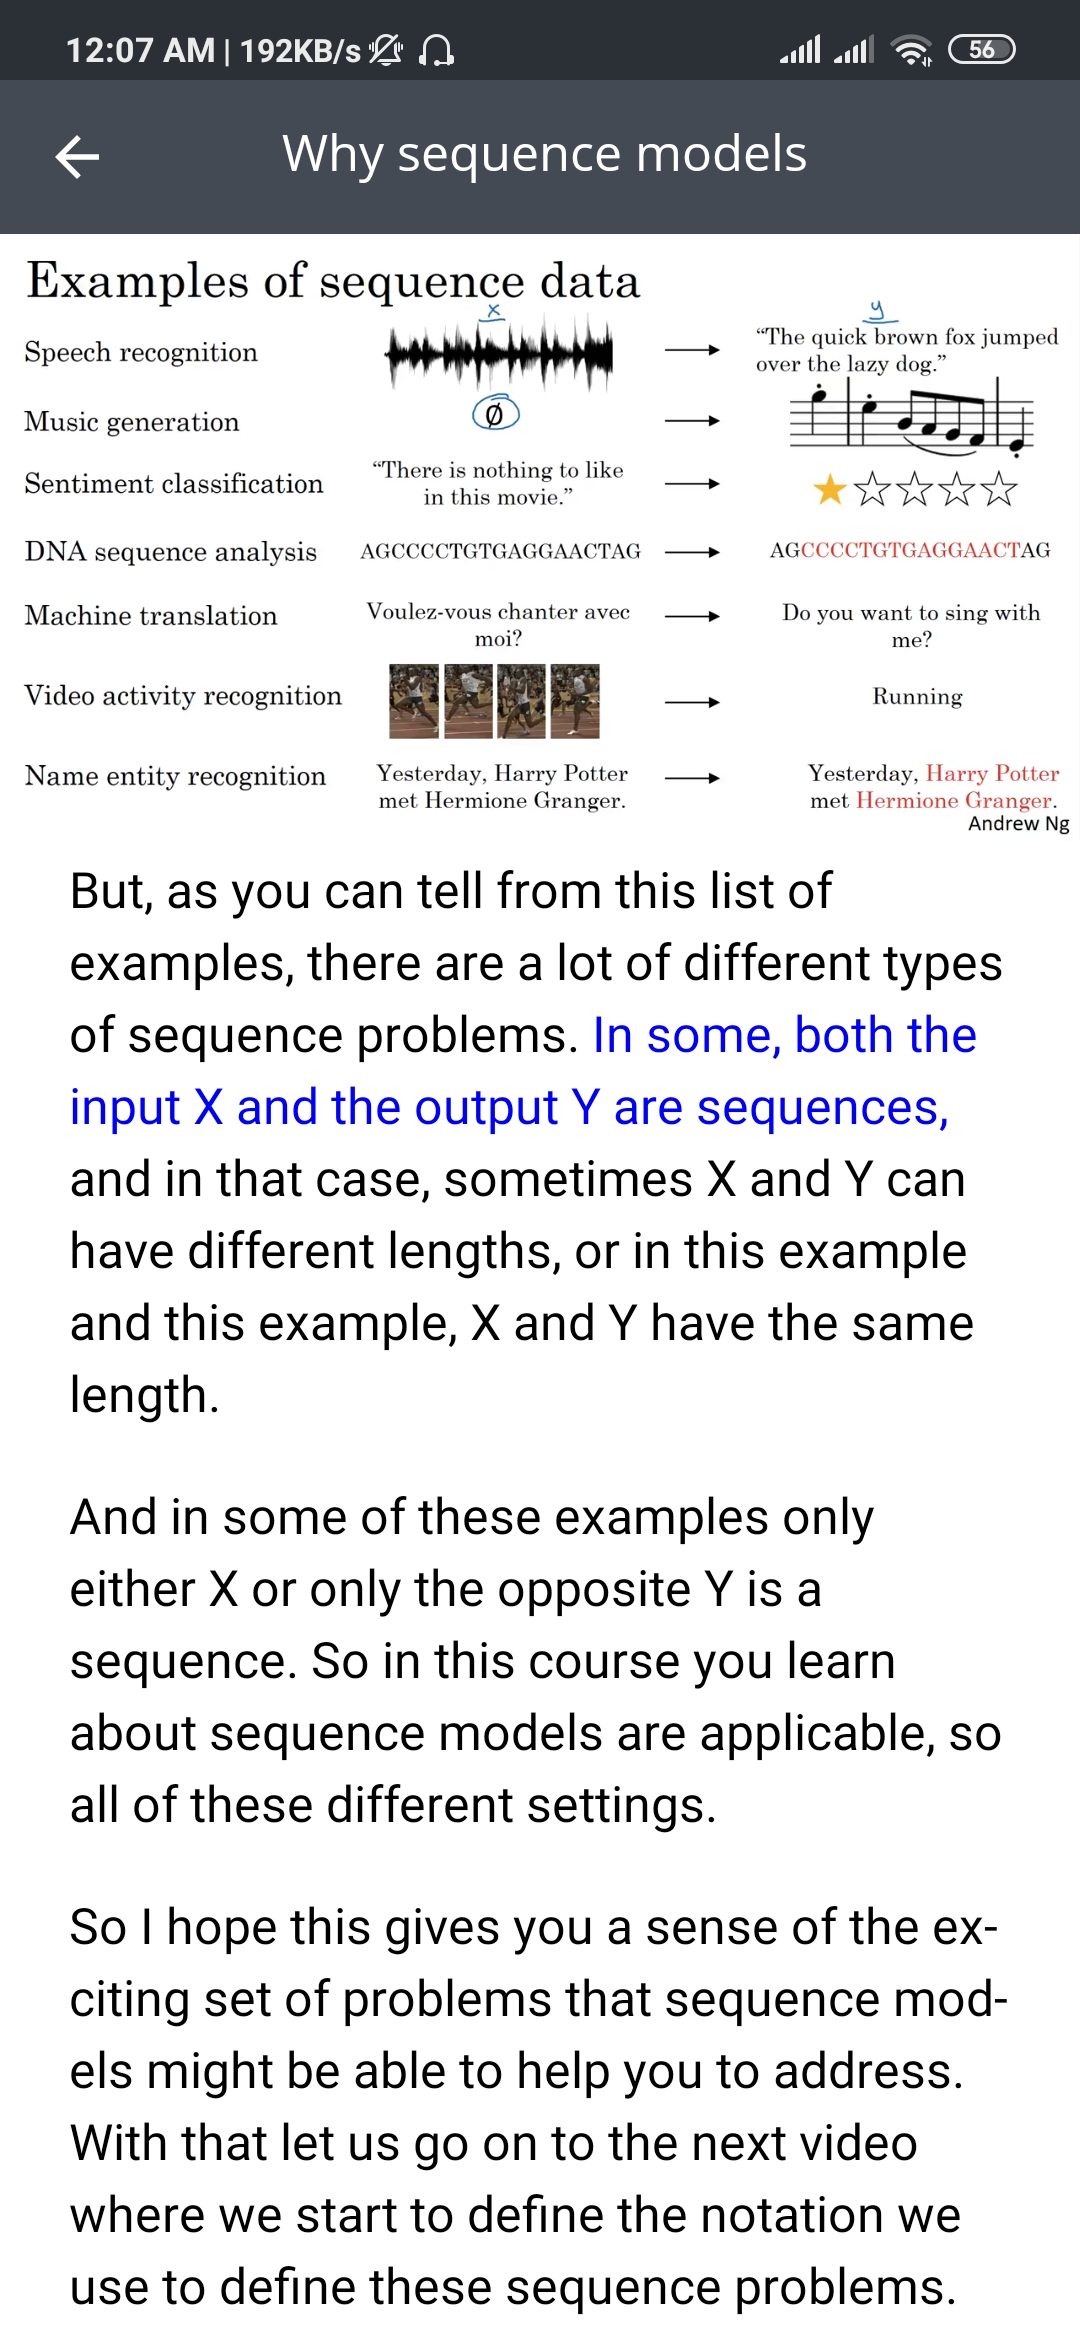 12:07 AM | 192KB/s
56
Why sequence models
Examples of sequence data
x
y
Speech recognition
“The quick brown fox jumped
over the lazy dog.”
Music generation
Ø
Sentiment classification
“There is nothing to like
in this movie.”
DNA sequence analysis
AGCCCCTGTGAGGAACTAG
AGCCCCTGTGAGGAACTAG
Machine translation
Voulez-vous chanter avec
moi?
Do you want to sing with
me?
Video activity recognition
Running
Name entity recognition
Yesterday, Harry Potter
met Hermione Granger.
Yesterday, Harry Potter
met Hermione Granger.
Andrew Ng
But, as you can tell from this list of
examples, there are a lot of different types
of sequence problems. In some, both the
input X and the output Y are sequences,
and in that case, sometimes X and Y can
have different lengths, or in this example
and this example, X and Y have the same
length.
And in some of these examples only
either X or only the opposite Y is a
sequence. So in this course you learn
about sequence models are applicable, so
all of these different settings.
So I hope this gives you a sense of the ex-
citing set of problems that sequence mod-
els might be able to help you to address.
With that let us go on to the next video
where we start to define the notation we
use to define these sequence problems.